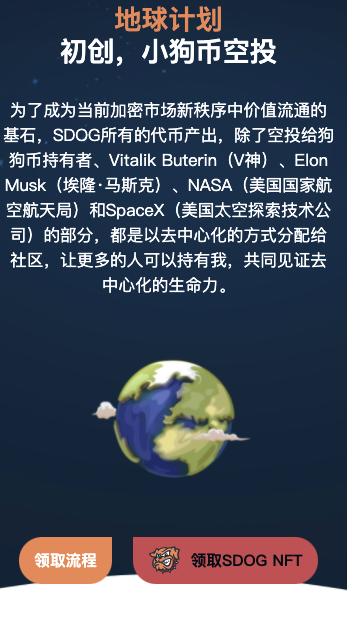 地球计划
初创，小狗币空投
为了成为当前加密市场新秩序中价值流通的
基石，SDOG所有的代币产出，除了空投给狗
狗币持有者、Vitalik Buterin（V神）、Elon
Musk（埃隆·马斯克）、NASA（美国国家航
空航天局）和SpaceX（美国太空探索技术公
司）的部分，都是以去中心化的方式分配给
社区，让更多的人可以持有我，共同见证去
中心化的生命力。
领取流程
领取SDOG NFT